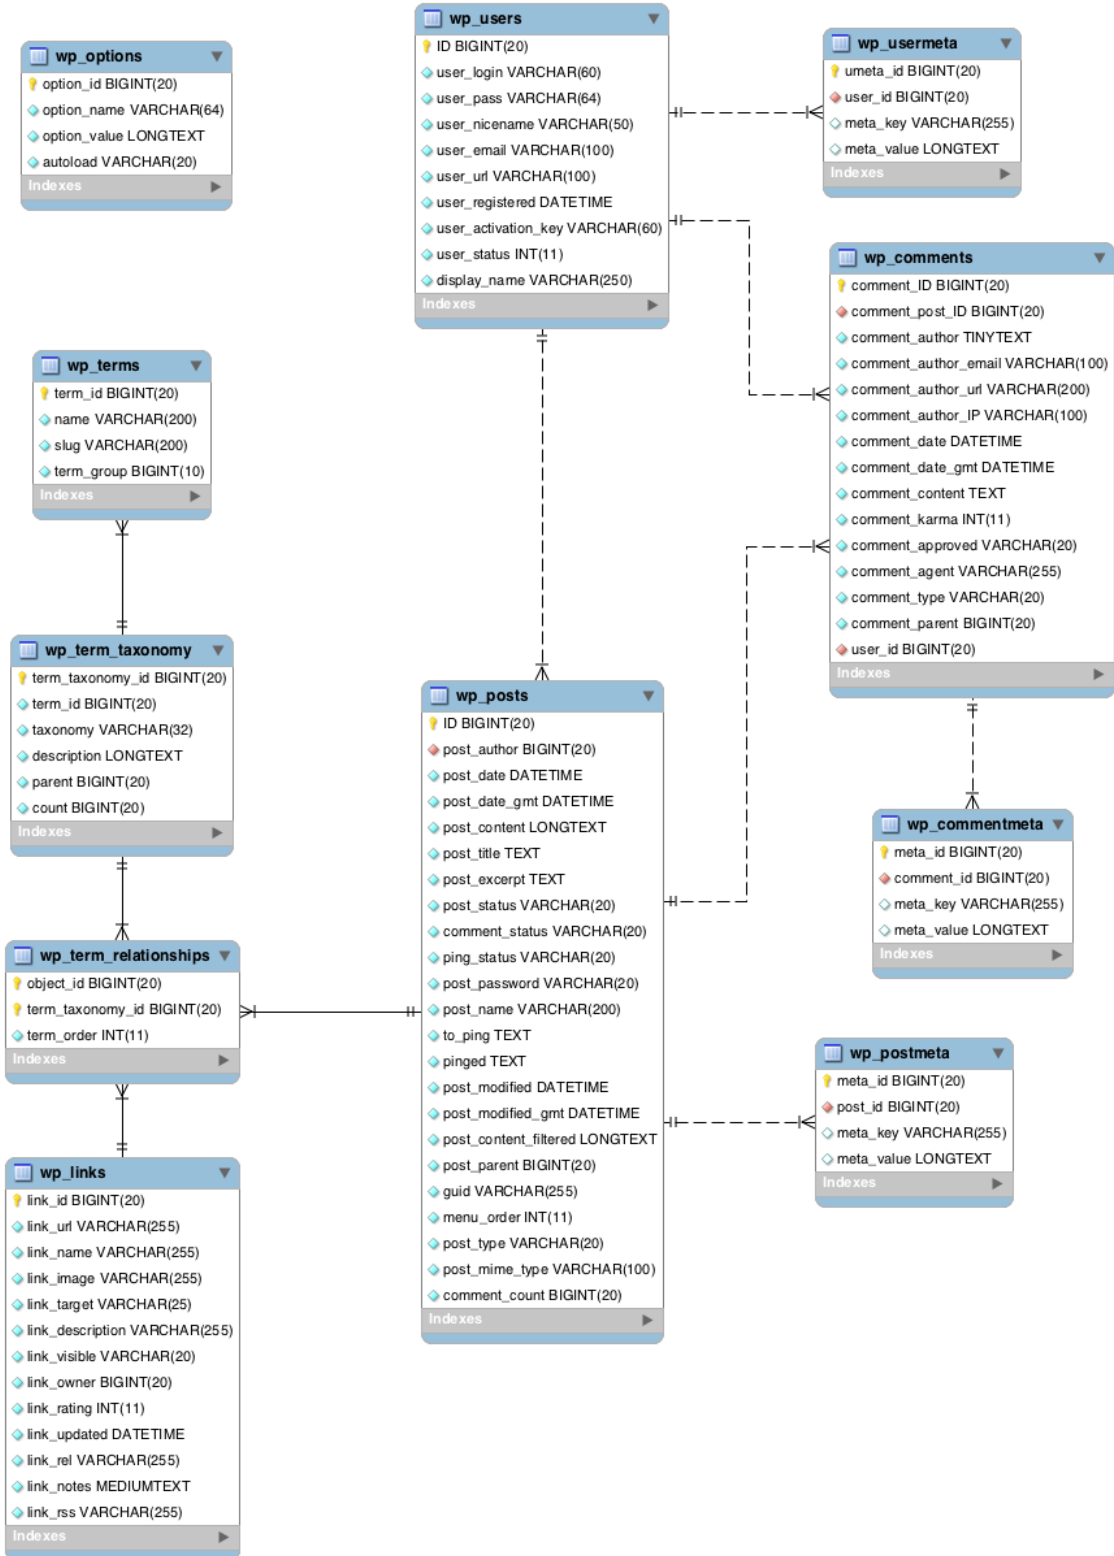 wp_users
ID BIGINT(20)
user_login VARCHAR(60)
user_pass VARCHAR(64)
user_nicename VARCHAR(50)
user_email VARCHAR(100)
user_url VARCHAR(100)
user_registered DATETIME
user_activation_key VARCHAR(60)
user_status INT(11)
display_name VARCHAR(250)
Indexes
wp_options
option_id BIGINT(20)
option_name VARCHAR(64)
option_value LONGTEXT
autoload VARCHAR(20)
Indexes
wp_usermeta
umeta_id BIGINT(20)
user_id BIGINT(20)
meta_key VARCHAR(255)
meta_value LONGTEXT
Indexes
wp_comments
comment_ID BIGINT(20)
comment_post_ID BIGINT(20)
comment_author TINYTEXT
comment_author_email VARCHAR(100)
comment_author_url VARCHAR(200)
comment_author_IP VARCHAR(100)
comment_date DATETIME
comment_date_gmt DATETIME
comment_content TEXT
comment_karma INT(11)
comment_approved VARCHAR(20)
comment_agent VARCHAR(255)
comment_type VARCHAR(20)
comment_parent BIGINT(20)
user_id BIGINT(20)
Indexes
wp_terms
term_id BIGINT(20)
name VARCHAR(200)
slug VARCHAR(200)
term_group BIGINT(10)
Indexes
wp_term_taxonomy
term_taxonomy_id BIGINT(20)
term_id BIGINT(20)
taxonomy VARCHAR(32)
description LONGTEXT
parent BIGINT(20)
count BIGINT(20)
Indexes
wp_posts
ID BIGINT(20)
post_author BIGINT(20)
post_date DATETIME
post_date_gmt DATETIME
post_content LONGTEXT
post_title TEXT
post_excerpt TEXT
post_status VARCHAR(20)
comment_status VARCHAR(20)
ping_status VARCHAR(20)
post_password VARCHAR(20)
post_name VARCHAR(200)
to_ping TEXT
pinged TEXT
post_modified DATETIME
post_modified_gmt DATETIME
post_content_filtered LONGTEXT
post_parent BIGINT(20)
guid VARCHAR(255)
menu_order INT(11)
post_type VARCHAR(20)
post_mime_type VARCHAR(100)
comment_count BIGINT(20)
Indexes
wp_commentmeta
meta_id BIGINT(20)
comment_id BIGINT(20)
meta_key VARCHAR(255)
meta_value LONGTEXT
Indexes
wp_term_relationships
object_id BIGINT(20)
term_taxonomy_id BIGINT(20)
term_order INT(11)
Indexes
wp_postmeta
meta_id BIGINT(20)
post_id BIGINT(20)
meta_key VARCHAR(255)
meta_value LONGTEXT
Indexes
wp_links
link_id BIGINT(20)
link_url VARCHAR(255)
link_name VARCHAR(255)
link_image VARCHAR(255)
link_target VARCHAR(25)
link_description VARCHAR(255)
link_visible VARCHAR(20)
link_owner BIGINT(20)
link_rating INT(11)
link_updated DATETIME
link_rel VARCHAR(255)
link_notes MEDIUMTEXT
link_rss VARCHAR(255)
Indexes